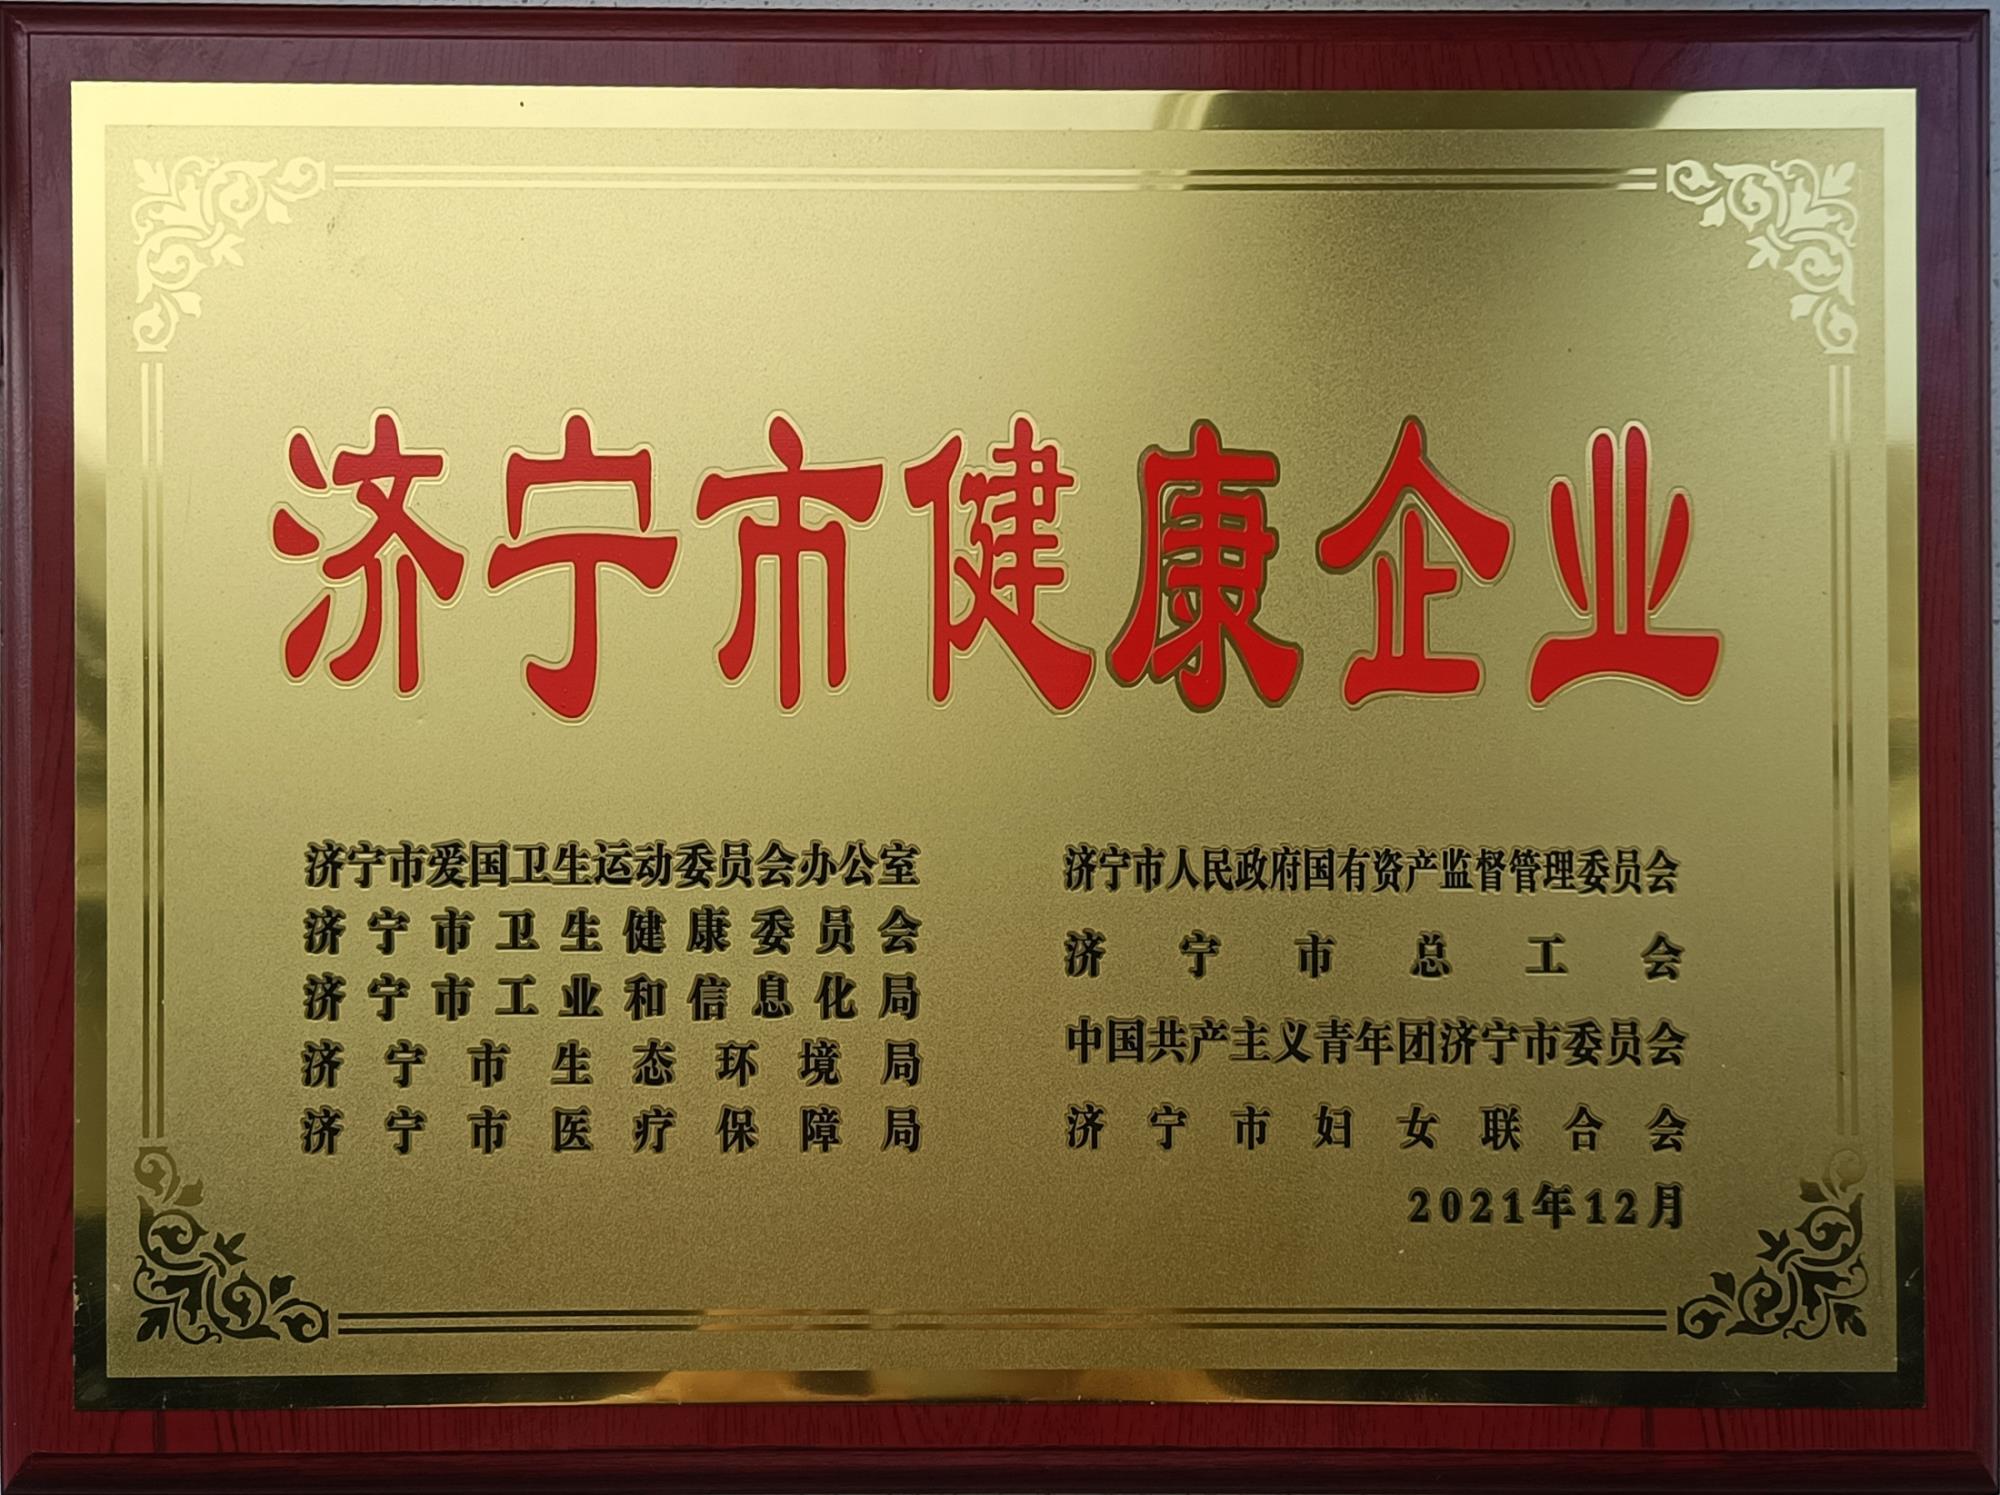 济宁市健康企业
济宁市爱国卫生运动委员会办公室
济宁市卫生健康委员会
济宁市工业和信息化局
济宁市生态环境局
济宁市医疗保障局
济宁市人民政府国有资产监督管理委员会
济宁市总工会
中国共产主义青年团济宁市委员会
济宁市妇女联合会
2021年12月